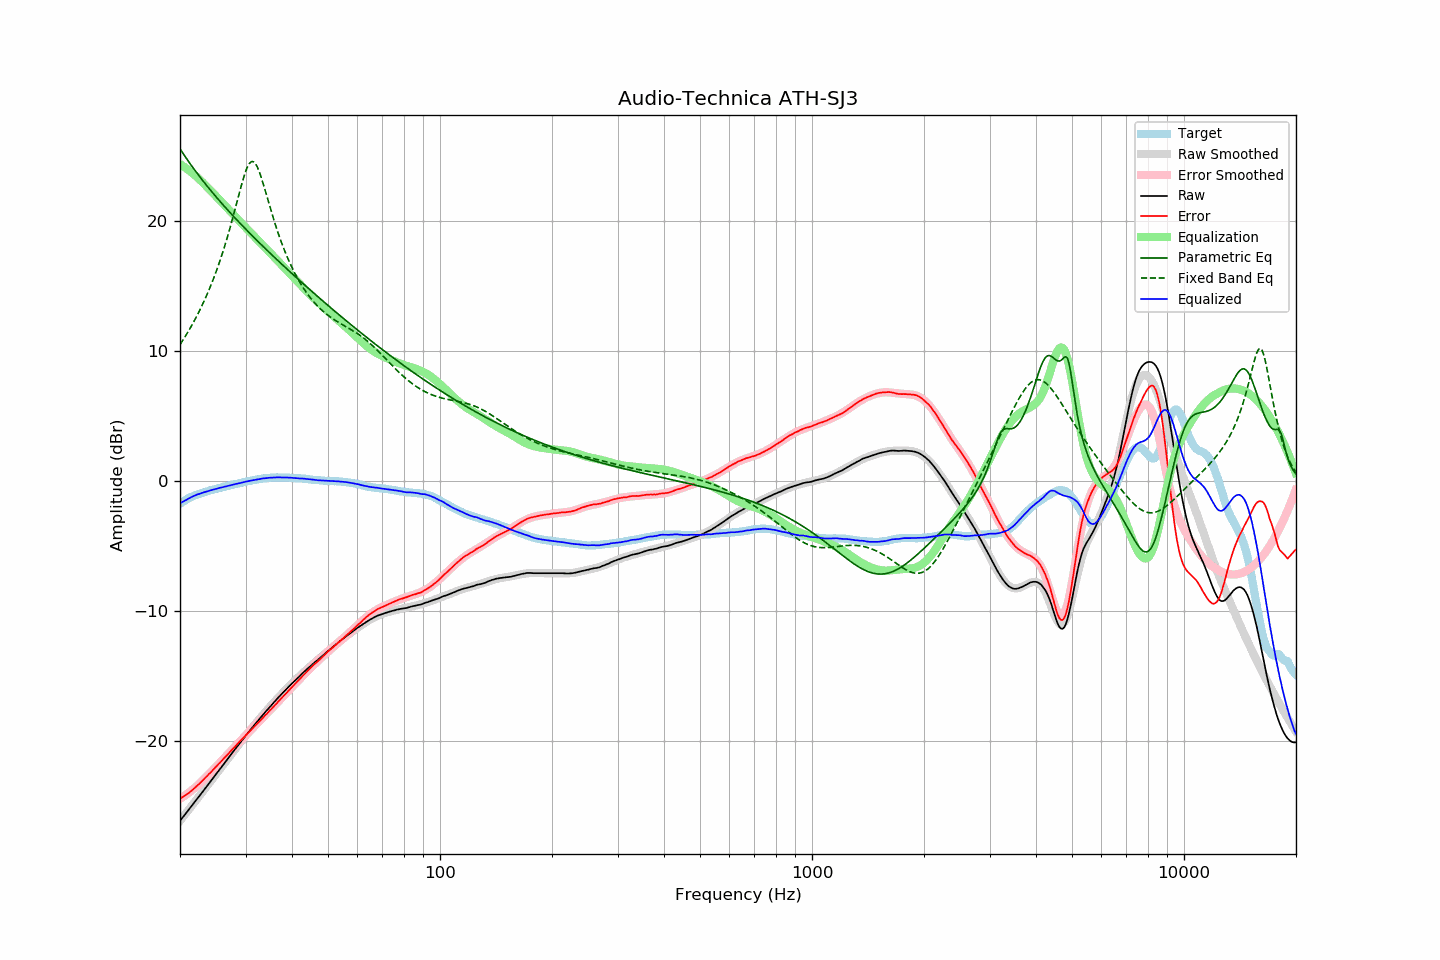 Audio-Technica ATH-SJ3
Target
Raw Smoothed
Error Smoothed
Raw
Error
Equalization
Parametric Eq
Fixed Band Eq
Equalized
Amplitude (dBr)
20
10
0
−10
−20
100
1000
10000
Frequency (Hz)